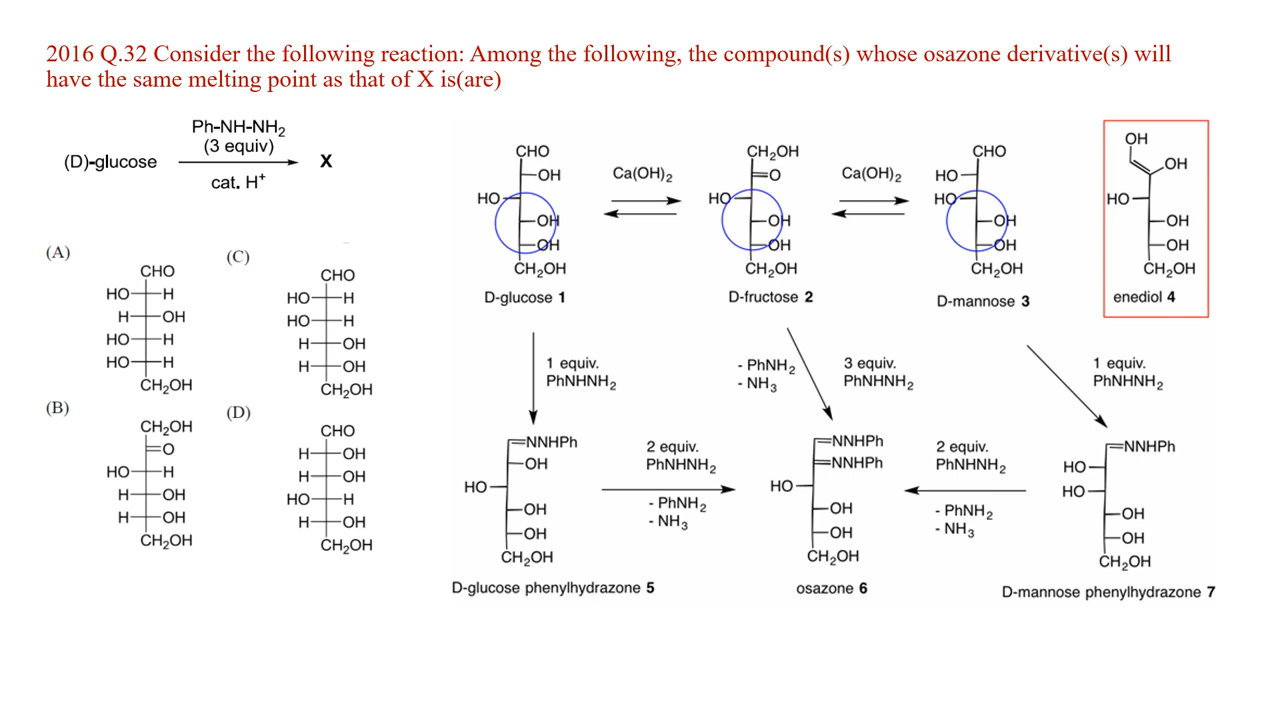 2016 Q.32 Consider the following reaction: Among the following, the compound(s) whose osazone derivative(s) will
have the same melting point as that of X is(are)
Ph-NH-NH2
(3 equiv)
(D)-glucose
X
cat. H+
(A)
CHO
HO H
H OH
HO H
HO H
CH2OH
(C)
CHO
HO H
HO H
H OH
H OH
CH2OH
(B)
CH2OH
O
HO H
H OH
H OH
CH2OH
(D)
CHO
H OH
H OH
HO H
H OH
CH2OH
CHO
OH
HO
OH
OH
CH2OH
D-glucose 1
Ca(OH)2
CH2OH
O
HO
OH
OH
CH2OH
D-fructose 2
Ca(OH)2
CHO
HO
HO
OH
OH
CH2OH
D-mannose 3
OH
OH
HO
OH
OH
CH2OH
enediol 4
1 equiv.
PhNHNH2
- PhNH2
- NH3
3 equiv.
PhNHNH2
1 equiv.
PhNHNH2
NNHPh
OH
HO
OH
OH
CH2OH
D-glucose phenylhydrazone 5
2 equiv.
PhNHNH2
- PhNH2
- NH3
NNHPh
NNHPh
HO
OH
OH
CH2OH
osazone 6
2 equiv.
PhNHNH2
- PhNH2
- NH3
NNHPh
HO
HO
OH
OH
CH2OH
D-mannose phenylhydrazone 7